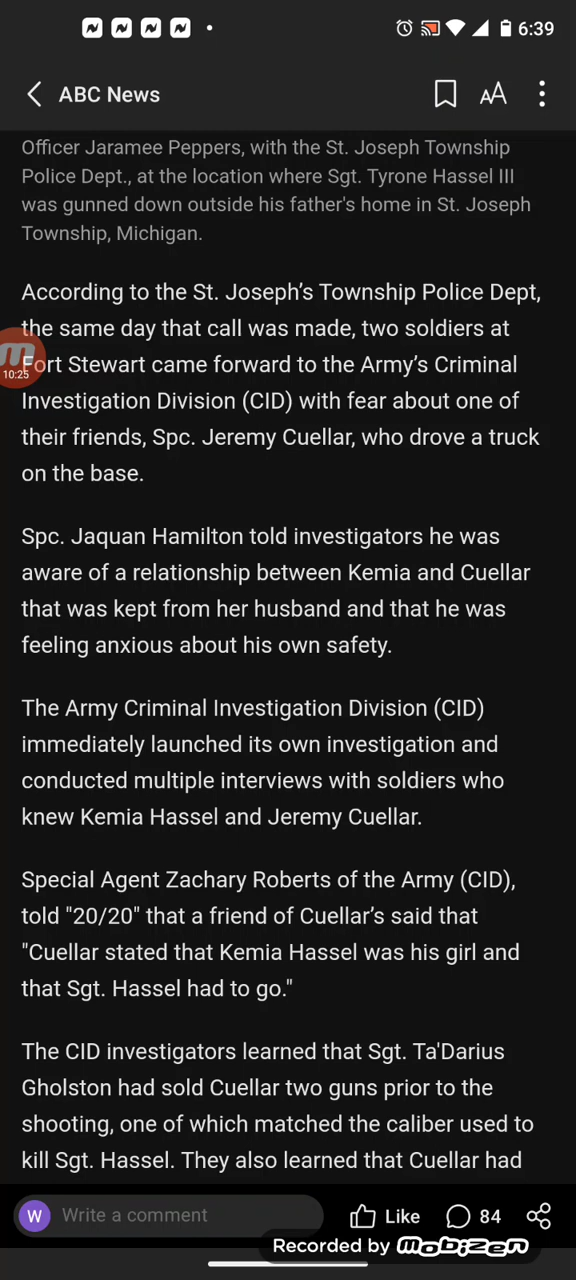 6:39
ABC News
AA
Officer Jaramee Peppers, with the St. Joseph Township
Police Dept., at the location where Sgt. Tyrone Hassel III
was gunned down outside his father's home in St. Joseph
Township, Michigan.
According to the St. Joseph’s Township Police Dept,
the same day that call was made, two soldiers at
Fort Stewart came forward to the Army’s Criminal
10:25
Investigation Division (CID) with fear about one of
their friends, Spc. Jeremy Cuellar, who drove a truck
on the base.
Spc. Jaquan Hamilton told investigators he was
aware of a relationship between Kemia and Cuellar
that was kept from her husband and that he was
feeling anxious about his own safety.
The Army Criminal Investigation Division (CID)
immediately launched its own investigation and
conducted multiple interviews with soldiers who
knew Kemia Hassel and Jeremy Cuellar.
Special Agent Zachary Roberts of the Army (CID),
told "20/20" that a friend of Cuellar’s said that
"Cuellar stated that Kemia Hassel was his girl and
that Sgt. Hassel had to go."
The CID investigators learned that Sgt. Ta'Darius
Gholston had sold Cuellar two guns prior to the
shooting, one of which matched the caliber used to
kill Sgt. Hassel. They also learned that Cuellar had
W Write a comment Like 84
Recorded by mobizen